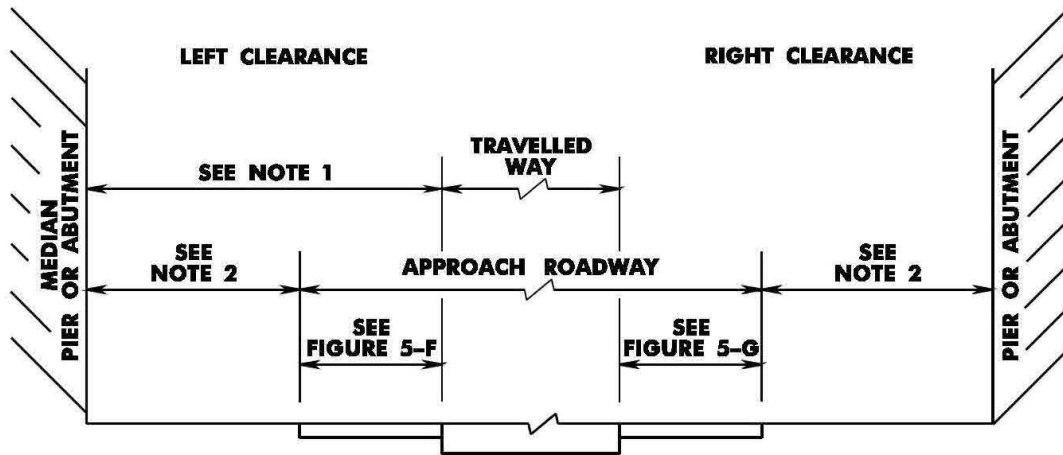 LEFT CLEARANCE
RIGHT CLEARANCE
TRAVELLED
WAY
SEE NOTE 1
MEDIAN
PIER OR ABUTMENT
SEE
NOTE 2
APPROACH ROADWAY
SEE
NOTE 2
PIER OR ABUTMENT
SEE
FIGURE 5-F
SEE
FIGURE 5-G